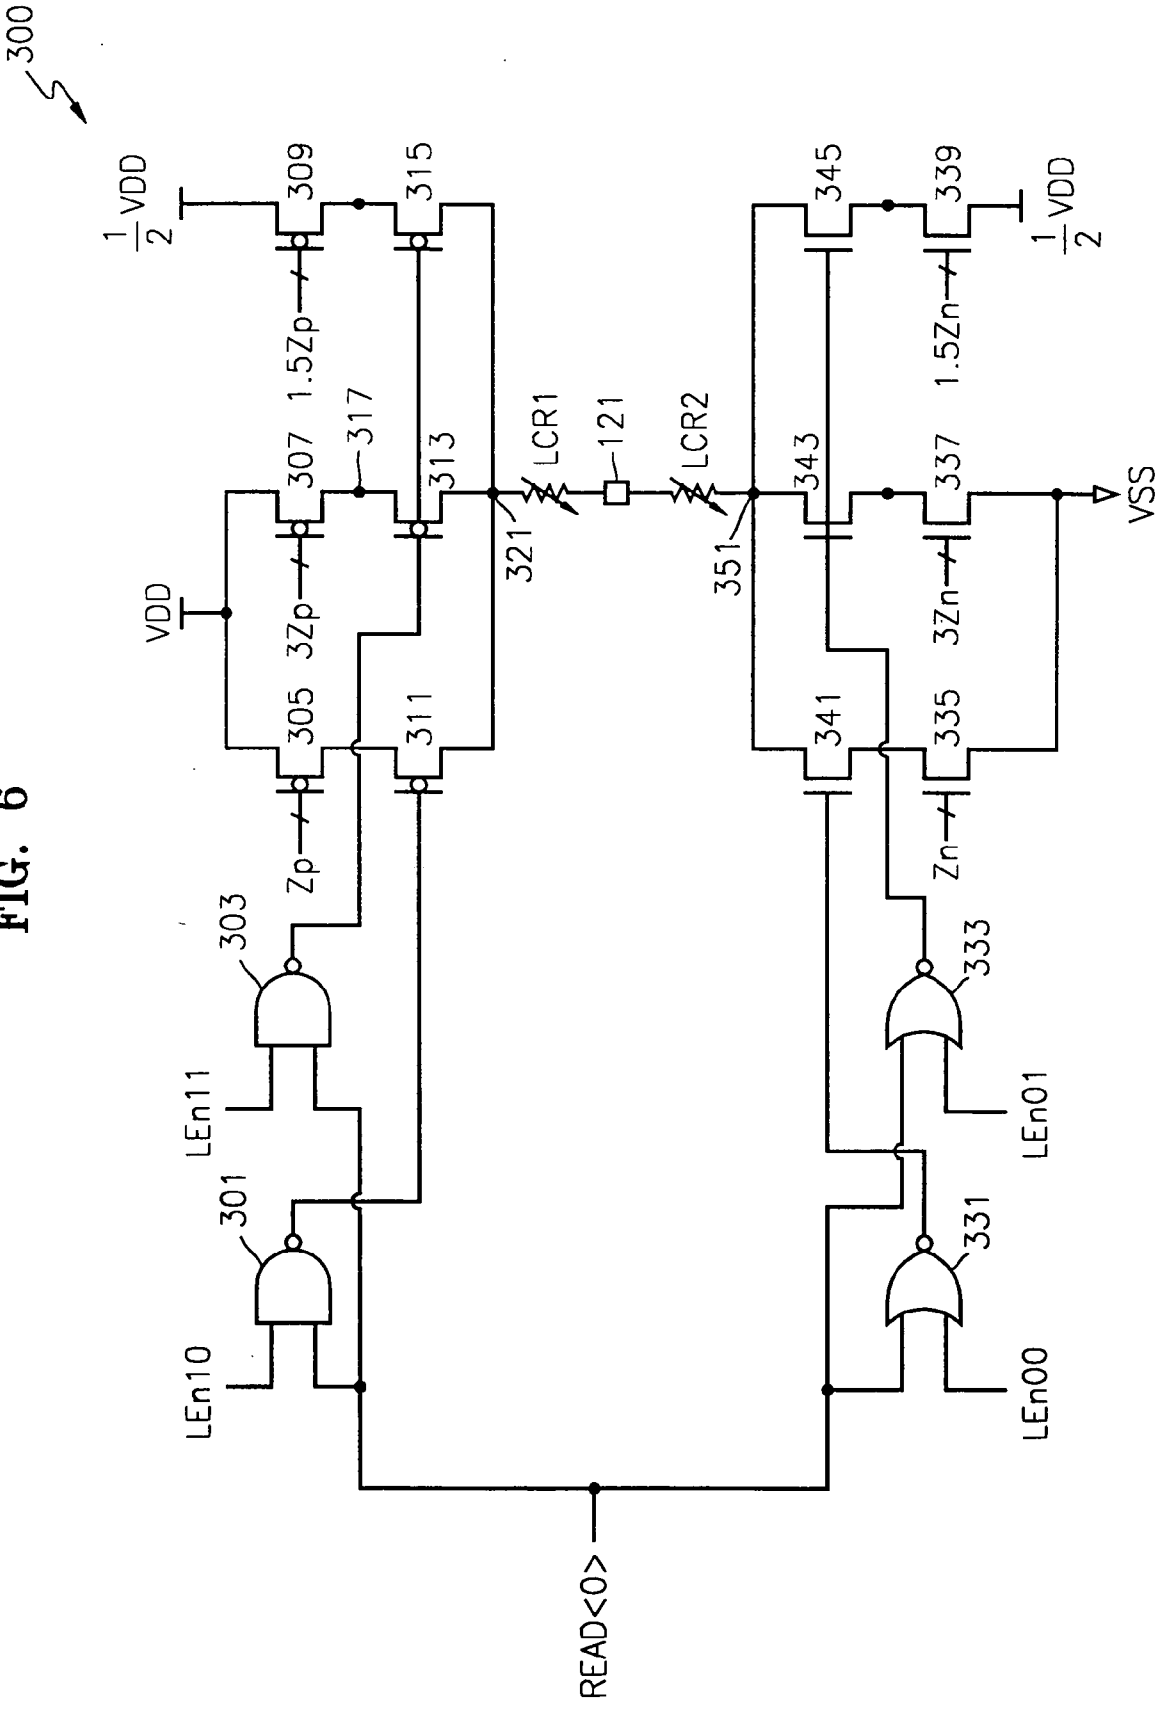 FIG. 6
300
VDD
1/2 VDD
Zp
305
3Zp
307
1.5Zp
309
317
311
313
315
LEn10
301
LEn11
303
321
LCR1
121
LCR2
351
READ<0>
341
343
345
Zn
335
3Zn
337
1.5Zn
339
LEn00
331
LEn01
333
VSS
1/2 VDD